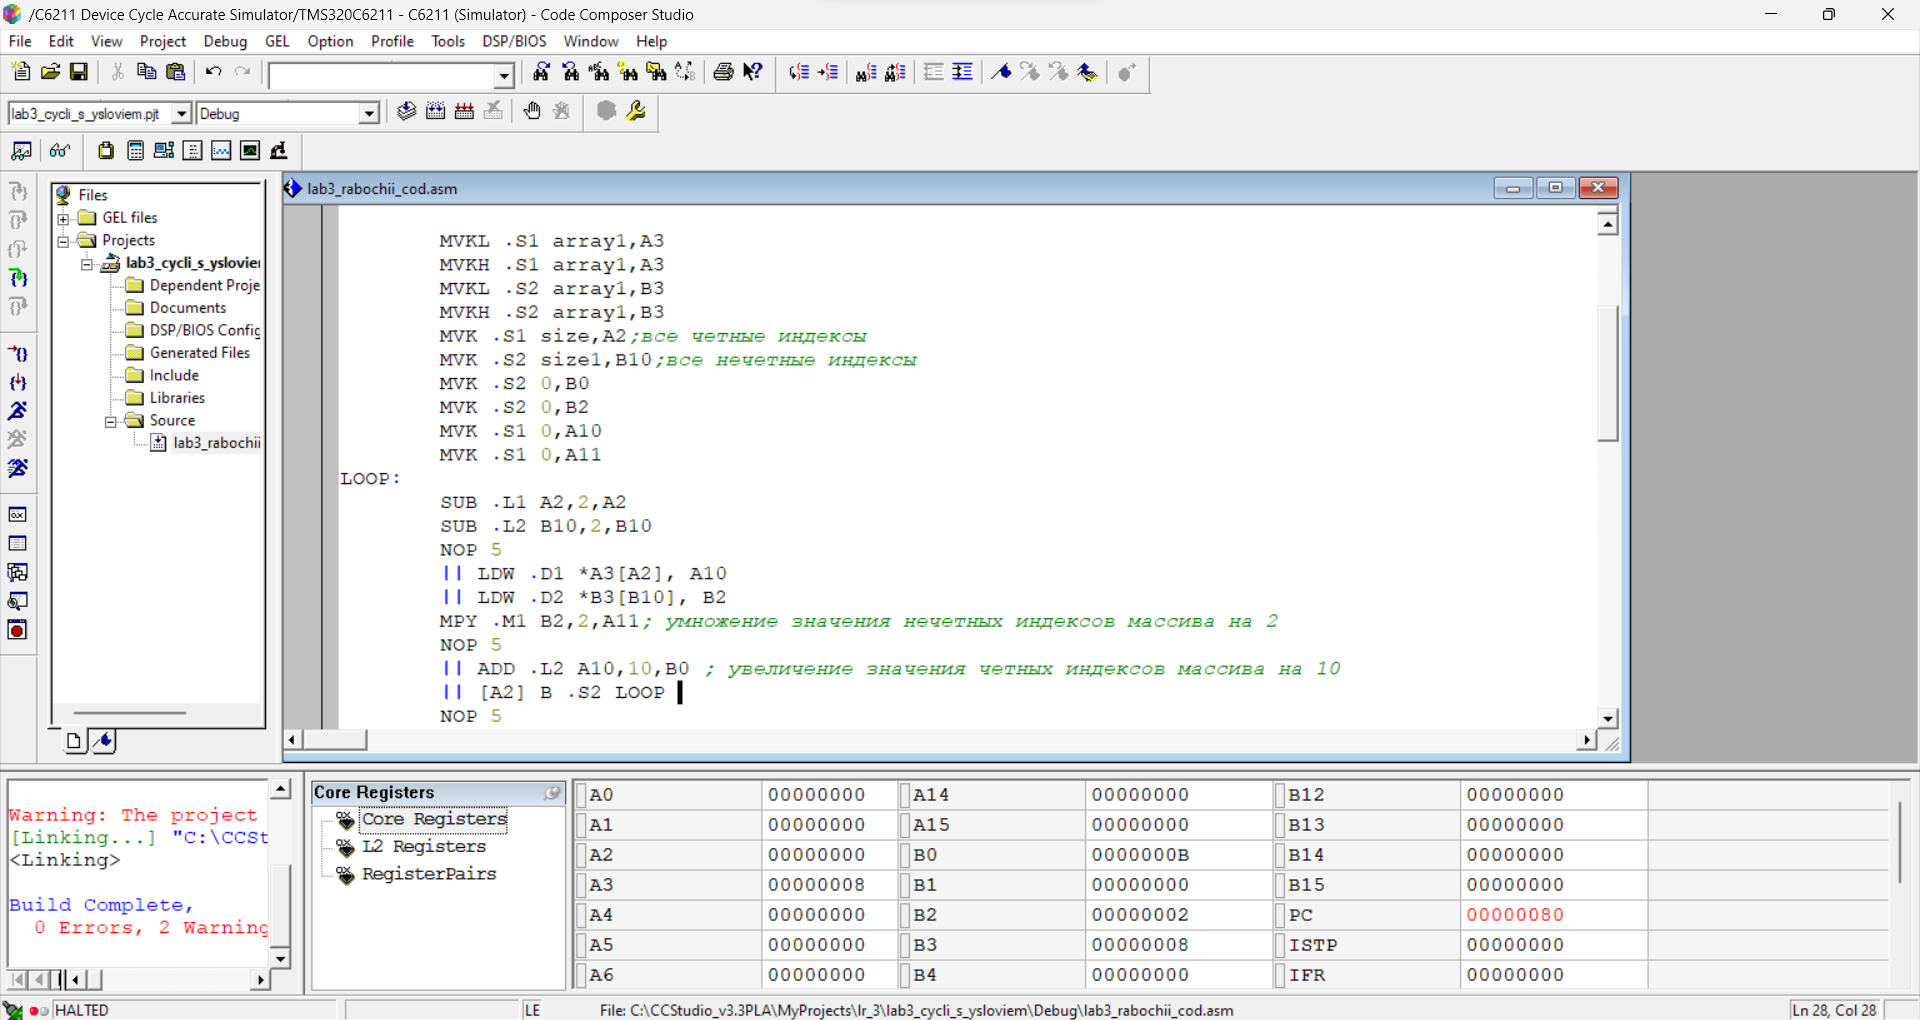 /C6211 Device Cycle Accurate Simulator/TMS320C6211 - C6211 (Simulator) - Code Composer Studio
File Edit View Project Debug GEL Option Profile Tools DSP/BIOS Window Help
lab3_cycli_s_ysloviem.pjt Debug
Files
GEL files
Projects
lab3_cycli_s_yslovie
Dependent Proje
Documents
DSP/BIOS Config
Generated Files
Include
Libraries
Source
lab3_rabochii
lab3_rabochii_cod.asm
MVKL .S1 array1,A3
MVKH .S1 array1,A3
MVKL .S2 array1,B3
MVKH .S2 array1,B3
MVK .S1 size,A2;все четные индексы
MVK .S2 size1,B10;все нечетные индексы
MVK .S2 0,B0
MVK .S2 0,B2
MVK .S1 0,A10
MVK .S1 0,A11
LOOP:
SUB .L1 A2,2,A2
SUB .L2 B10,2,B10
NOP 5
|| LDW .D1 *A3[A2], A10
|| LDW .D2 *B3[B10], B2
MPY .M1 B2,2,A11; умножение значения нечетных индексов массива на 2
NOP 5
|| ADD .L2 A10,10,B0 ; увеличение значения четных индексов массива на 10
|| [A2] B .S2 LOOP
NOP 5
Warning: The project
[Linking...] "C:\CCSt
<Linking>
Build Complete,
0 Errors, 2 Warning
Core Registers
Core Registers
L2 Registers
RegisterPairs
A0 00000000 A14 00000000 B12 00000000
A1 00000000 A15 00000000 B13 00000000
A2 00000000 B0 0000000B B14 00000000
A3 00000008 B1 00000000 B15 00000000
A4 00000000 B2 00000002 PC 00000080
A5 00000000 B3 00000008 ISTP 00000000
A6 00000000 B4 00000000 IFR 00000000
HALTED LE File: C:\CCStudio_v3.3PLA\MyProjects\lr_3\lab3_cycli_s_ysloviem\Debug\lab3_rabochii_cod.asm Ln 28, Col 28